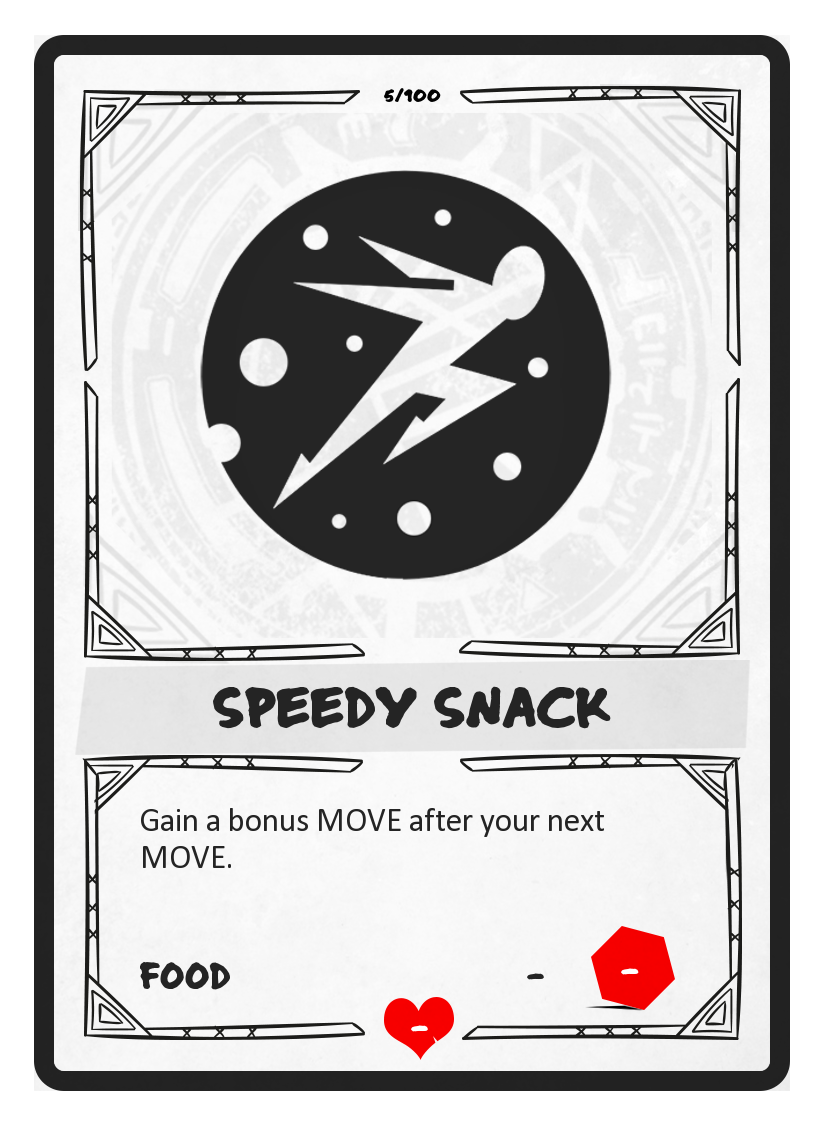 5/100
SPEEDY SNACK
Gain a bonus MOVE after your next
MOVE.
FOOD - -
-